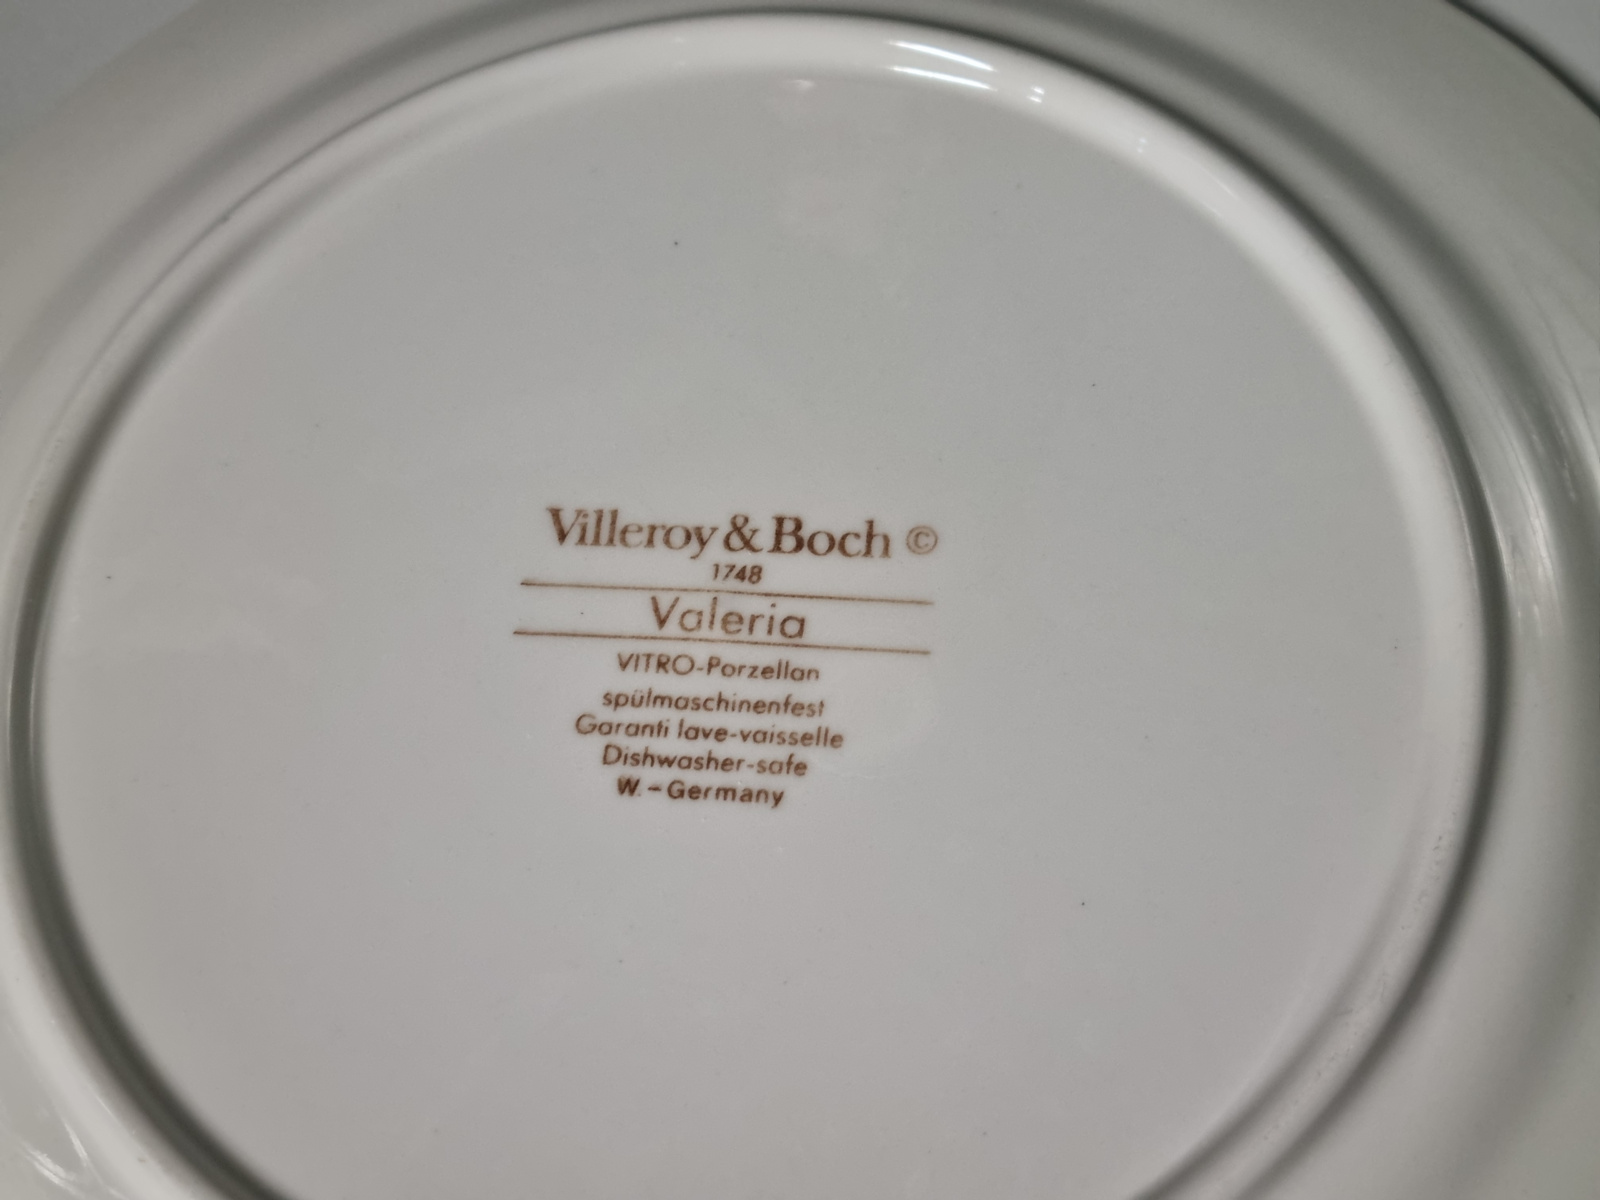 Villeroy & Boch ©
1748
Valeria
VITRO-Porzellan
spülmaschinenfest
Garanti lave-vaisselle
Dishwasher-safe
W.-Germany